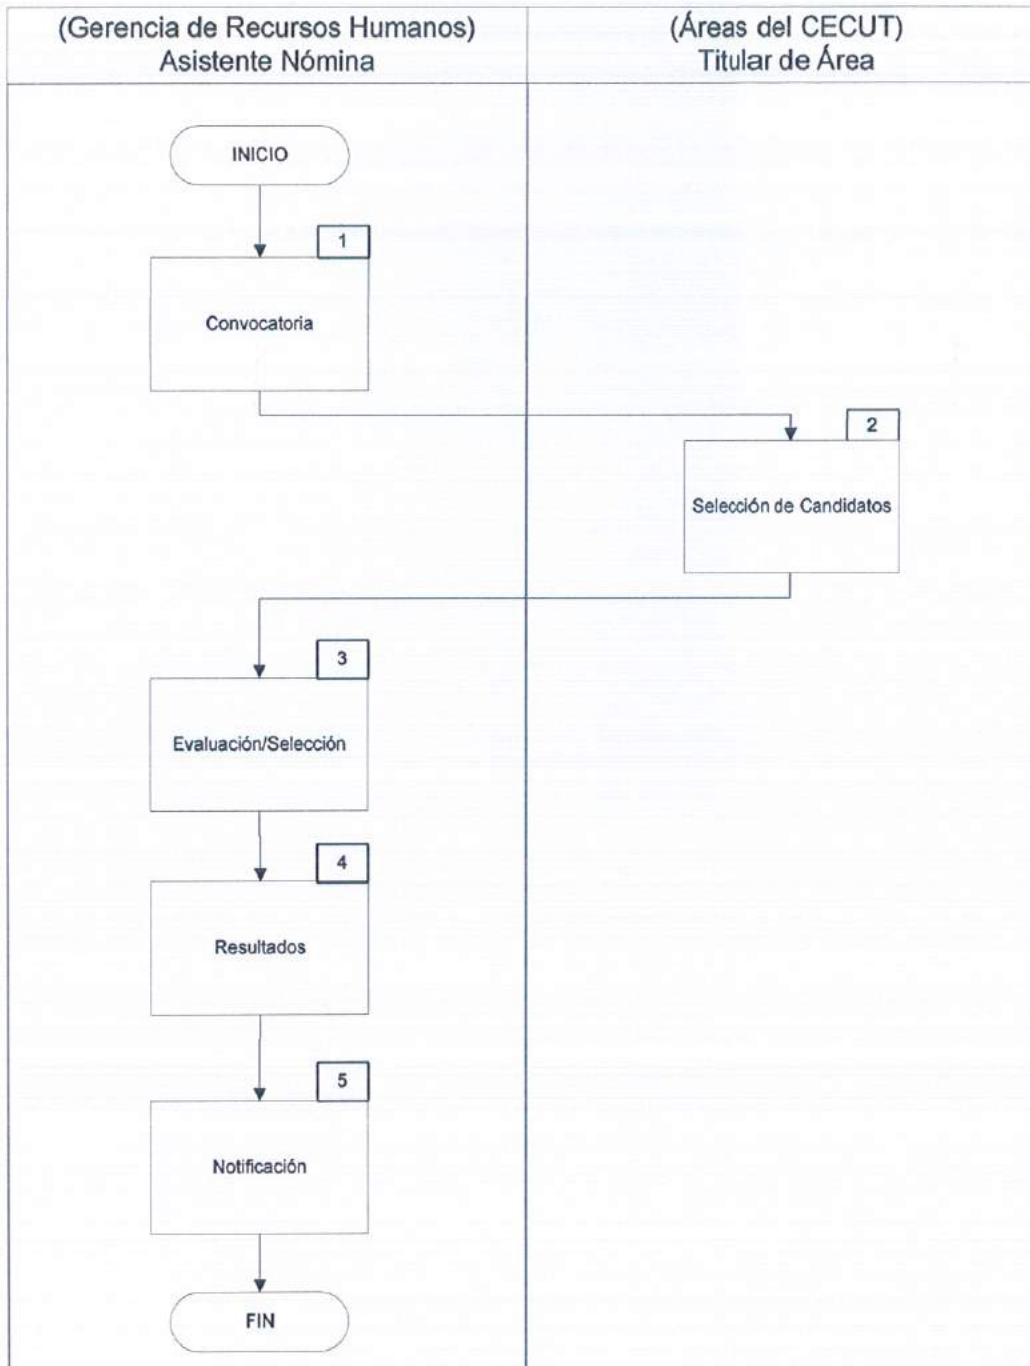 (Gerencia de Recursos Humanos)
Asistente Nómina
(Áreas del CECUT)
Titular de Área
INICIO
1
Convocatoria
2
Selección de Candidatos
3
Evaluación/Selección
4
Resultados
5
Notificación
FIN